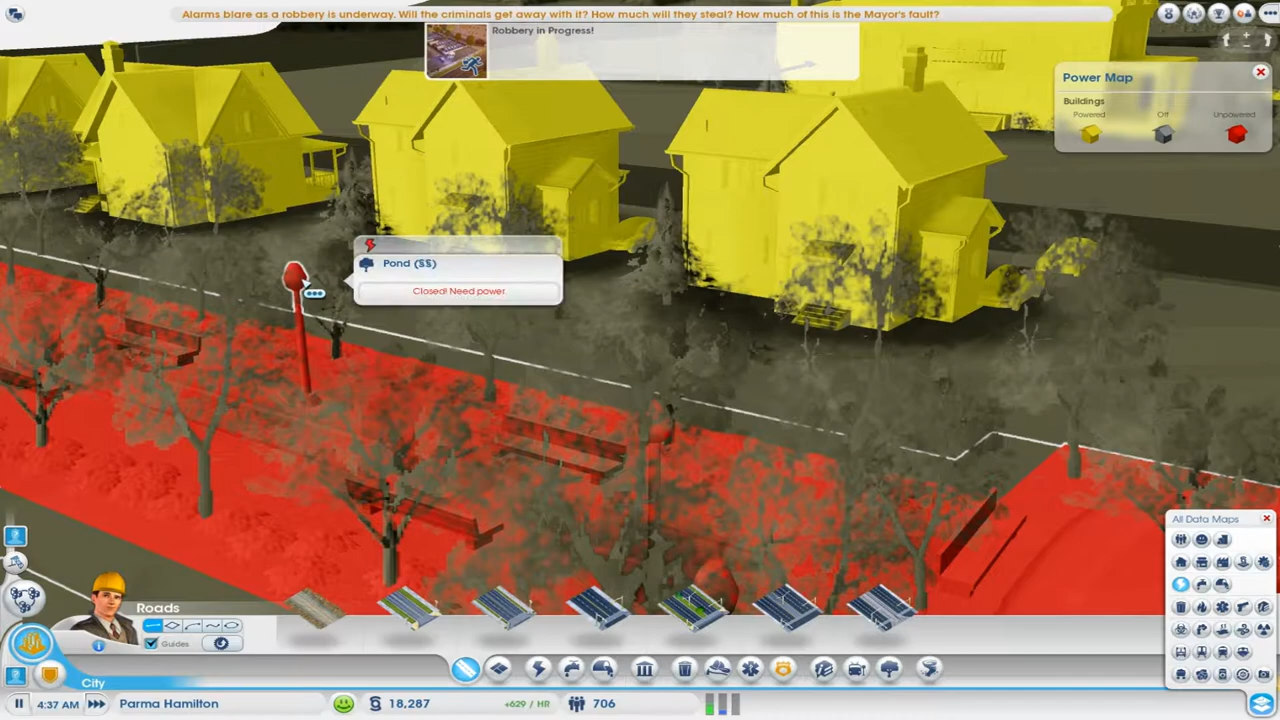 Alarms blare as a robbery is underway. Will the criminals get away with it? How much will they steal? How much of this is the Mayor's fault?
Robbery in Progress!
Power Map
Buildings
Powered Off Unpowered
Pond (§§)
Closed! Need power
All Data Maps
Roads
Guides
City
4:37 AM Parma Hamilton 18,287 +629 / HR 706